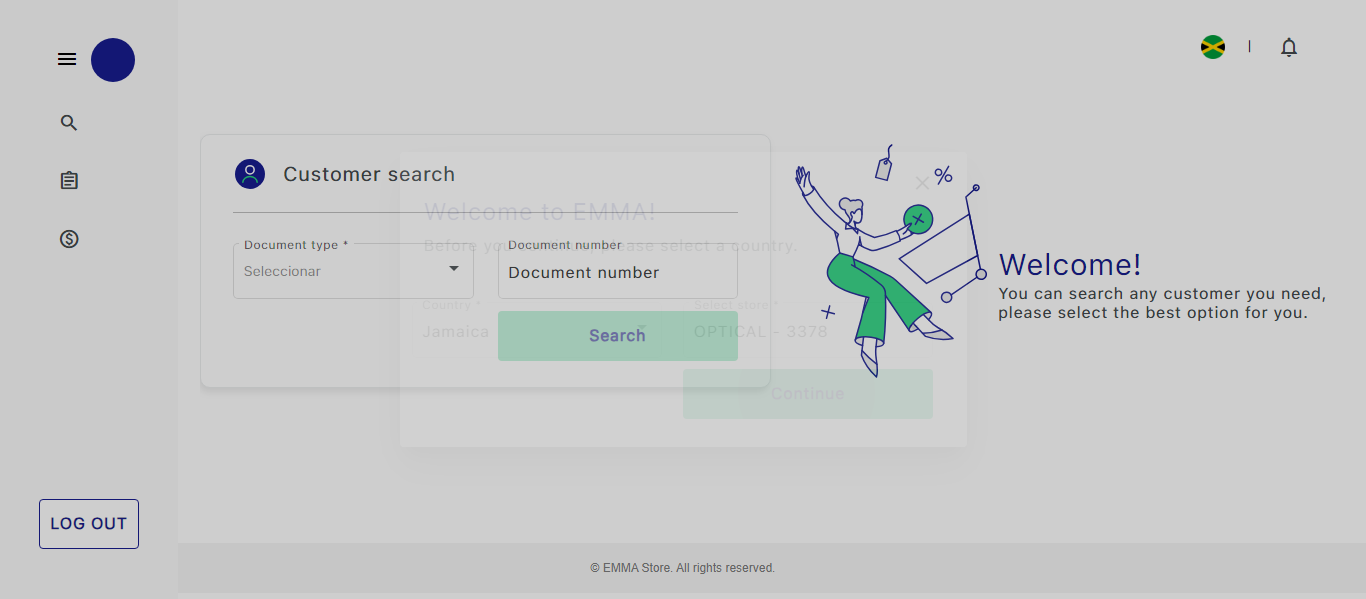 Customer search
Welcome to EMMA!
Before you please select a country.
Document type *
Seleccionar
Document number
Document number
Country *
Jamaica
Select store *
OPTICAL - 3378
Search
Continue
Welcome!
You can search any customer you need,
please select the best option for you.
LOG OUT
© EMMA Store. All rights reserved.